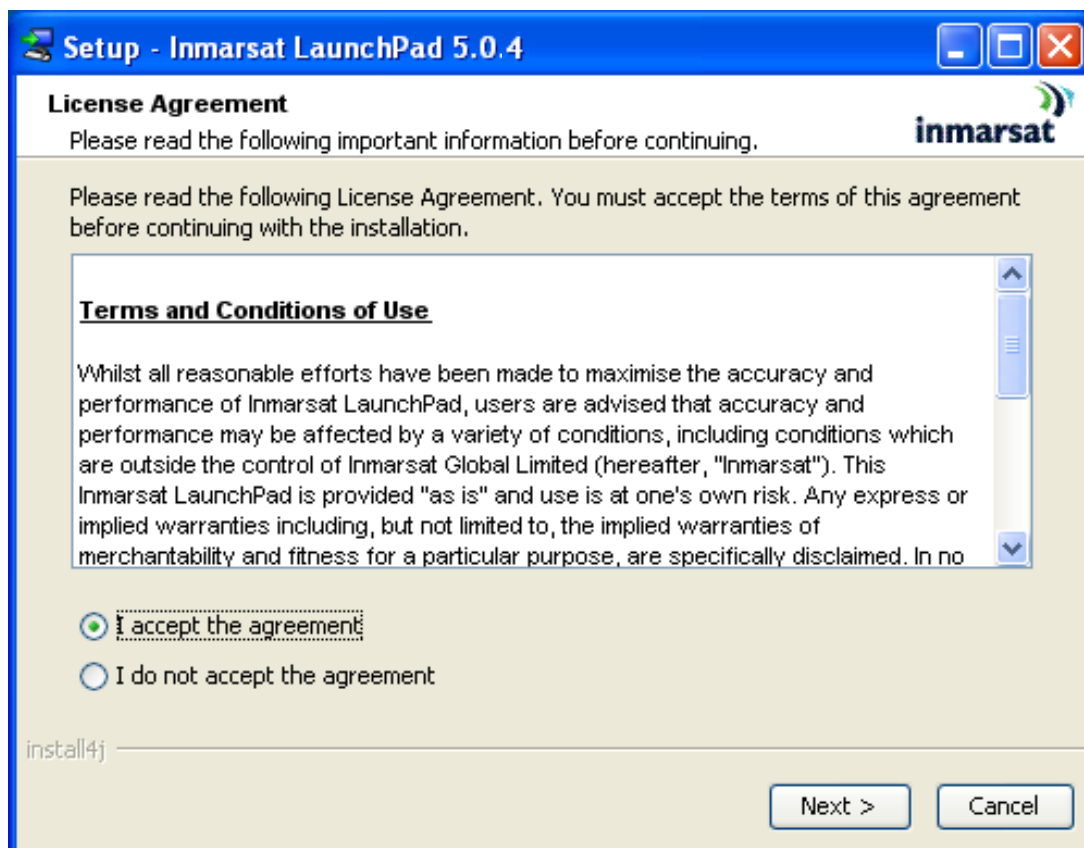 Setup - Inmarsat LaunchPad 5.0.4
License Agreement
Please read the following important information before continuing.
inmarsat
Please read the following License Agreement. You must accept the terms of this agreement
before continuing with the installation.
Terms and Conditions of Use
Whilst all reasonable efforts have been made to maximise the accuracy and
performance of Inmarsat LaunchPad, users are advised that accuracy and
performance may be affected by a variety of conditions, including conditions which
are outside the control of Inmarsat Global Limited (hereafter, "Inmarsat"). This
Inmarsat LaunchPad is provided "as is" and use is at one's own risk. Any express or
implied warranties including, but not limited to, the implied warranties of
merchantability and fitness for a particular purpose, are specifically disclaimed. In no
I accept the agreement
I do not accept the agreement
install4j
Next >
Cancel